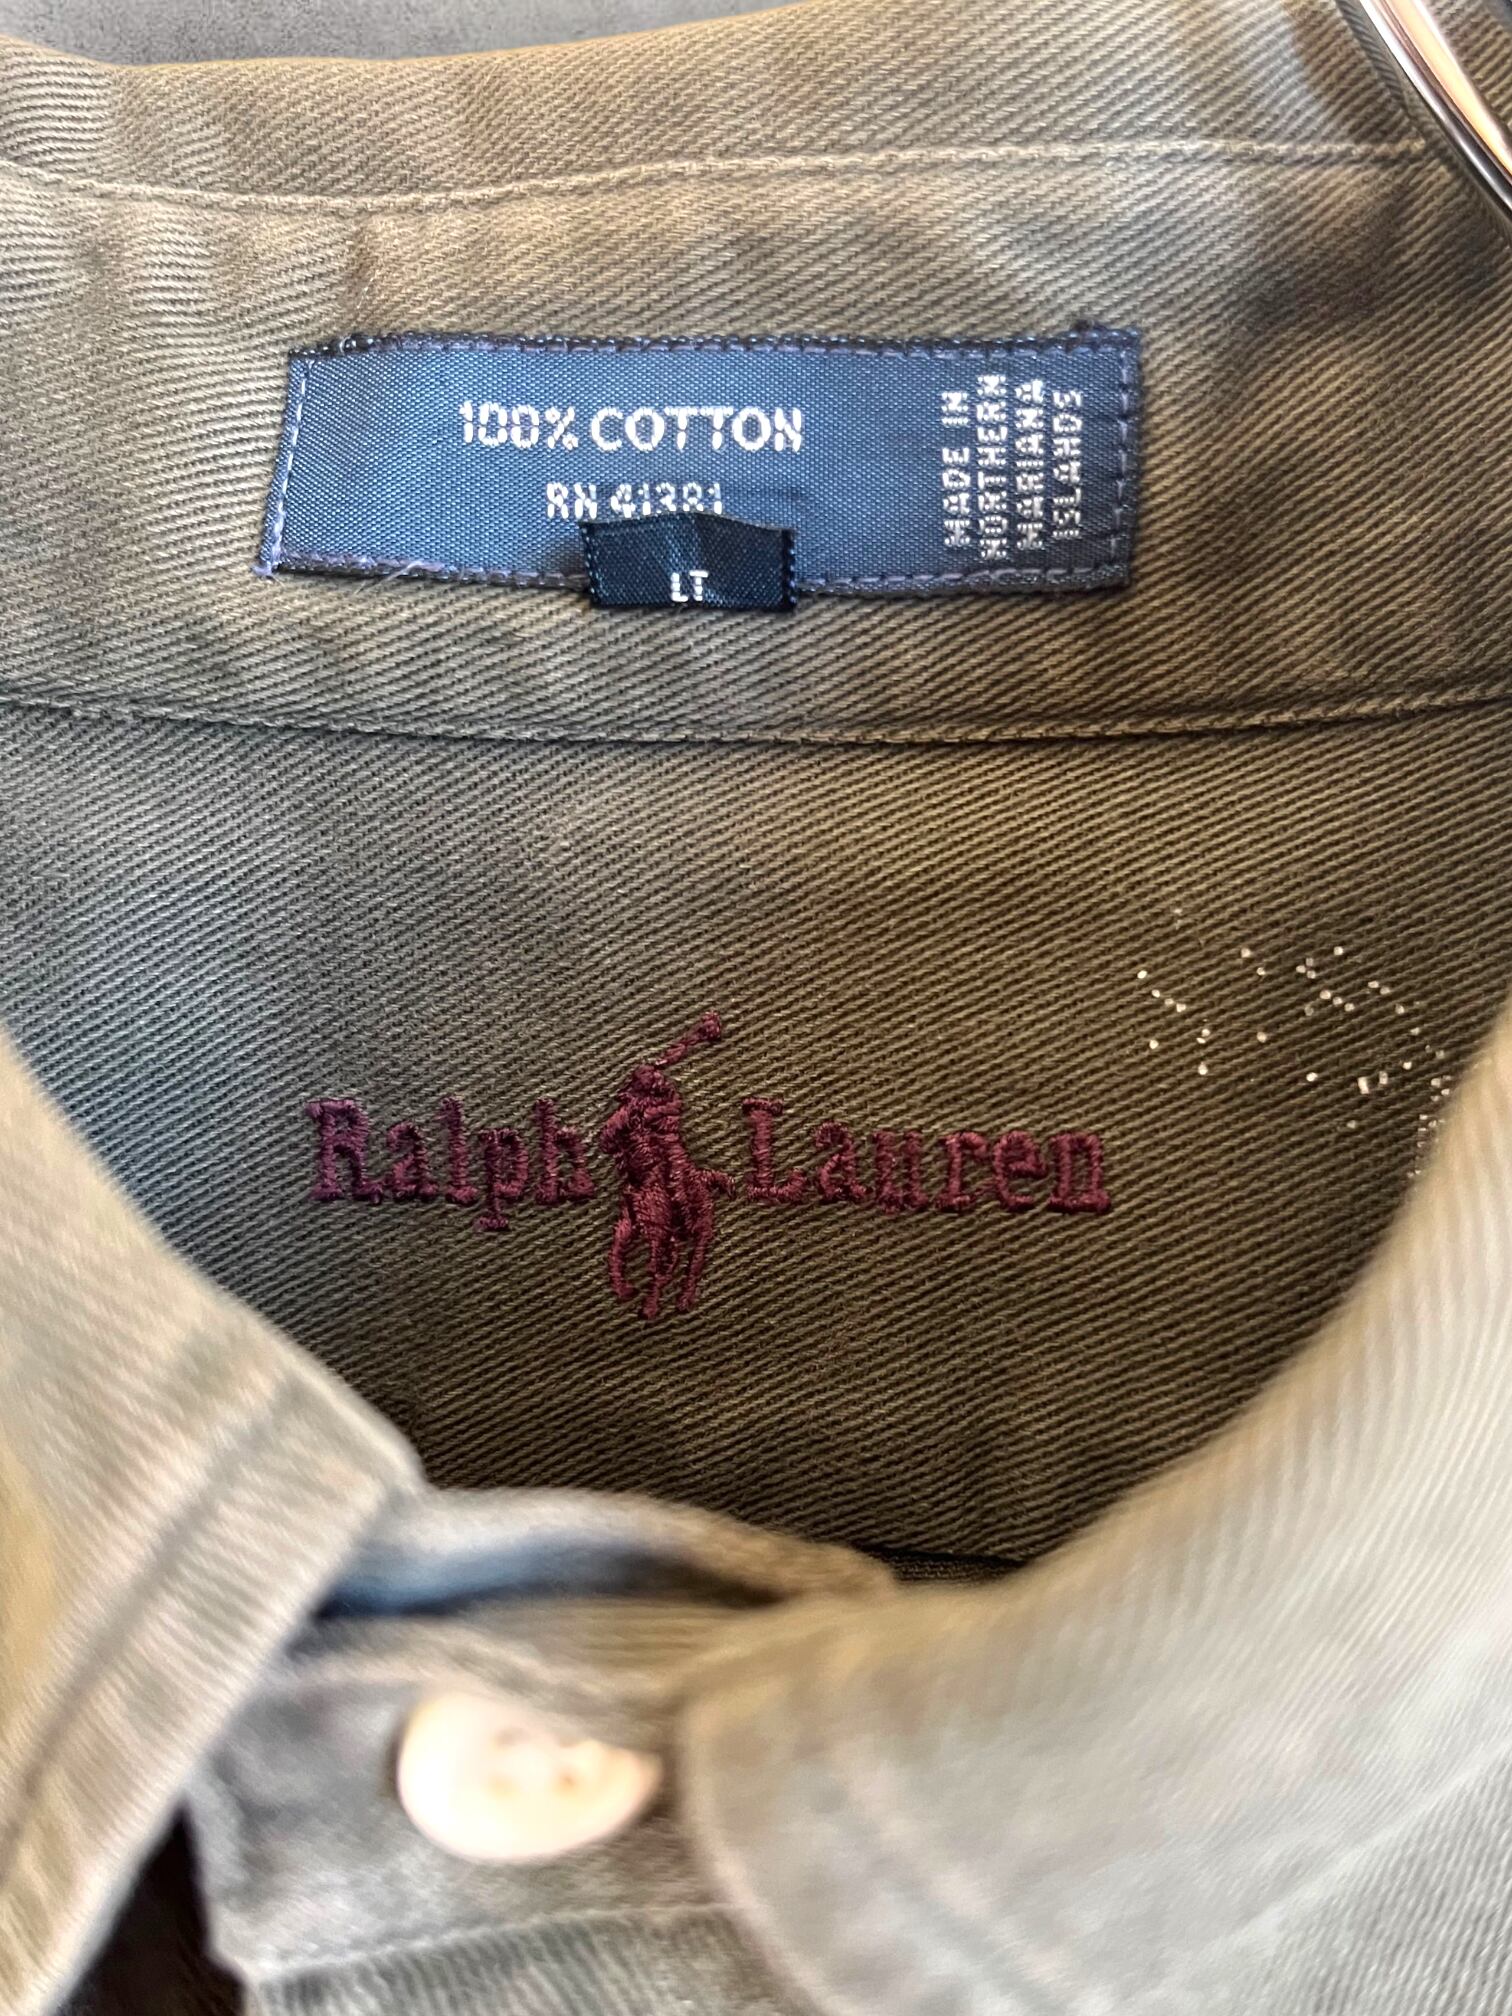 100% COTTON
RN 41381
LT
MADE IN
NORTHERN
MARIANA
ISLANDS
Ralph Lauren